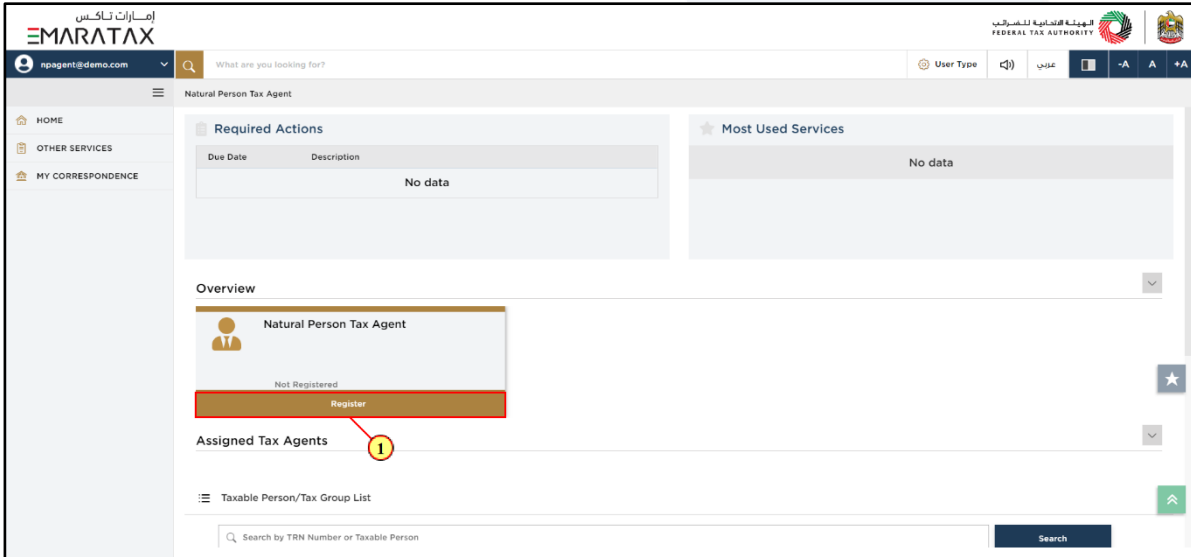 إمـــارات تـاكــس
EMARATAX
الـهـيـئـة الاتـحـاديـة للـضـرائـب
FEDERAL TAX AUTHORITY
npagent@demo.com
What are you looking for?
User Type
عربي
-A
A
+A
Natural Person Tax Agent
HOME
OTHER SERVICES
MY CORRESPONDENCE
Required Actions
Due Date Description
No data
Most Used Services
No data
Overview
Natural Person Tax Agent
Not Registered
Register
1
Assigned Tax Agents
Taxable Person/Tax Group List
Search by TRN Number or Taxable Person
Search